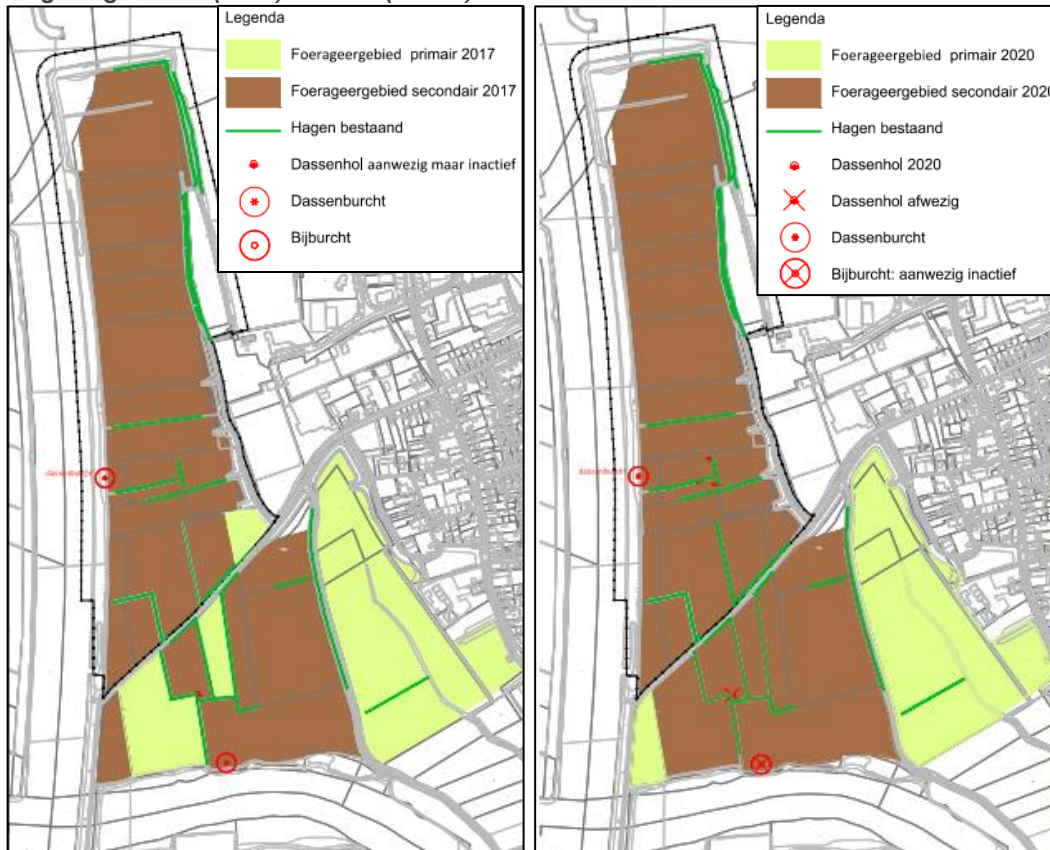 Legenda
Foerageergebied primair 2017
Foerageergebied secondair 2017
Hagen bestaand
Dassenhol aanwezig maar inactief
Dassenburcht
Bijburcht
Legenda
Foerageergebied primair 2020
Foerageergebied secondair 2020
Hagen bestaand
Dassenhol 2020
Dassenhol afwezig
Dassenburcht
Bijburcht: aanwezig inactief